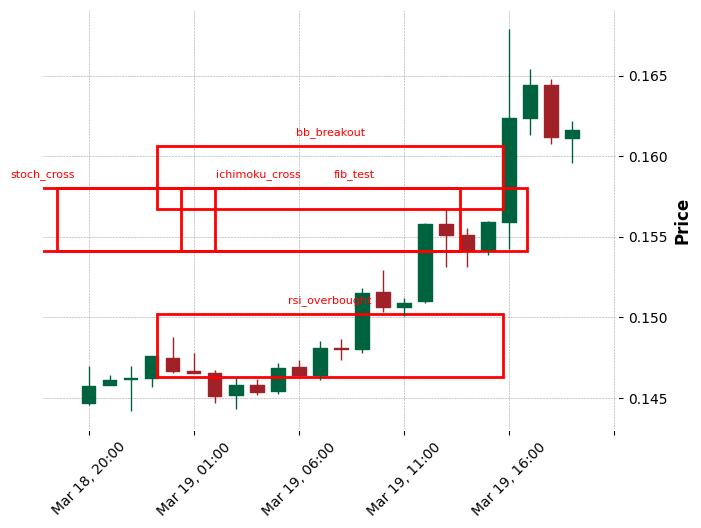 0.165
bb_breakout
0.160
stoch_cross
ichimoku_cross
fib_test
0.155
Price
rsi_overbought
0.150
0.145
Mar 18, 20:00
Mar 19, 01:00
Mar 19, 06:00
Mar 19, 11:00
Mar 19, 16:00